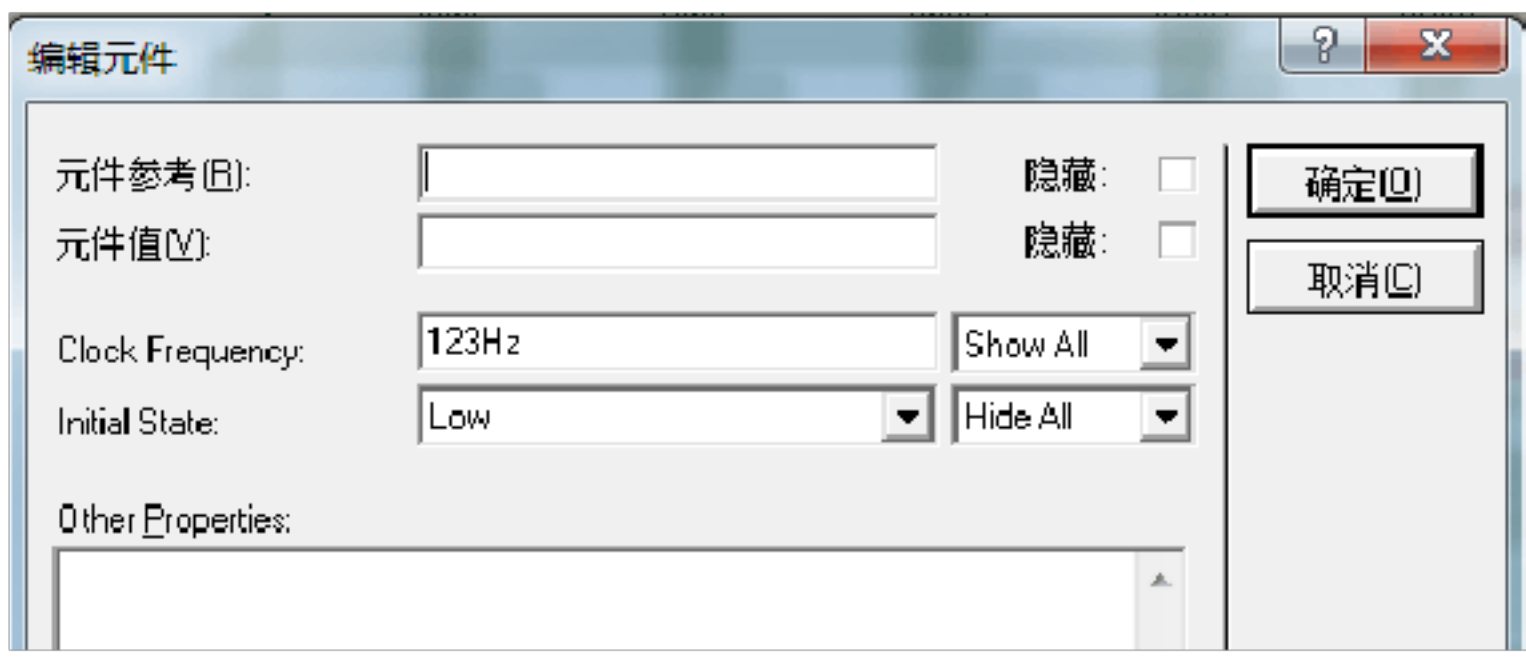 编辑元件
元件参考(R): 隐藏: 确定(O)
元件值(V): 隐藏:
取消(C)
Clock Frequency: 123Hz Show All
Initial State: Low Hide All
Other Properties: